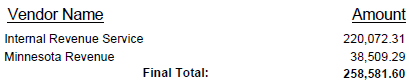 Vendor Name Amount
Internal Revenue Service 220,072.31
Minnesota Revenue 38,509.29
Final Total: 258,581.60